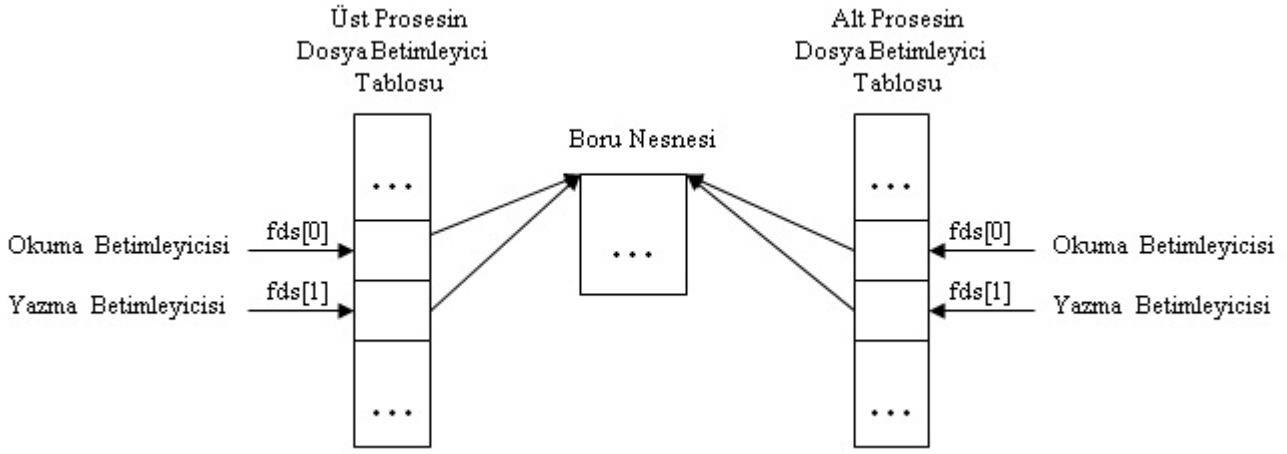 Üst Prosesin
Dosya Betimleyici
Tablosu
Alt Prosesin
Dosya Betimleyici
Tablosu
Boru Nesnesi
...
...
...
Okuma Betimleyicisi
fds[0]
fds[0]
Okuma Betimleyicisi
Yazma Betimleyicisi
fds[1]
fds[1]
Yazma Betimleyicisi
...
...